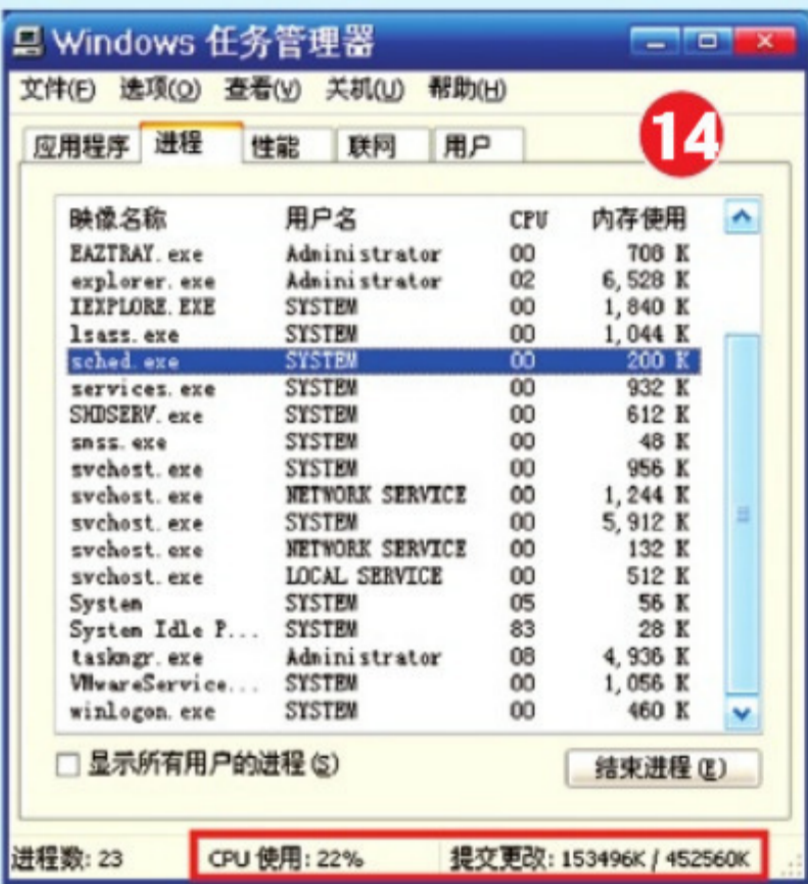 Windows 任务管理器
文件(F) 选项(O) 查看(V) 关机(U) 帮助(H)
14
应用程序 进程 性能 联网 用户
映像名称 用户名 CPU 内存使用
EAZTRAY.exe Administrator 00 708 K
explorer.exe Administrator 02 6,528 K
IEXPLORE.EXE SYSTEM 00 1,840 K
lsass.exe SYSTEM 00 1,044 K
sched.exe SYSTEM 00 200 K
services.exe SYSTEM 00 932 K
SHDSERV.exe SYSTEM 00 612 K
smss.exe SYSTEM 00 48 K
svchost.exe SYSTEM 00 956 K
svchost.exe NETWORK SERVICE 00 1,244 K
svchost.exe SYSTEM 00 5,912 K
svchost.exe NETWORK SERVICE 00 132 K
svchost.exe LOCAL SERVICE 00 512 K
System SYSTEM 05 56 K
System Idle P... SYSTEM 83 28 K
taskmgr.exe Administrator 08 4,936 K
VMwareService... SYSTEM 00 1,056 K
winlogon.exe SYSTEM 00 460 K
显示所有用户的进程(S) 结束进程(E)
进程数: 23 CPU 使用: 22% 提交更改: 153496K / 452560K